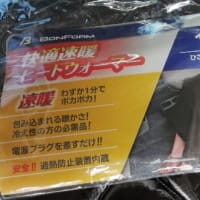 BONFORM
快適速暖
ヒートウォーマー
速暖 わずか1分で
ポカポカ!
包み込まれる暖かさ!
冷え性の方の必需品!
電源プラグを差すだけ!!
安全!! 過熱防止装置内蔵